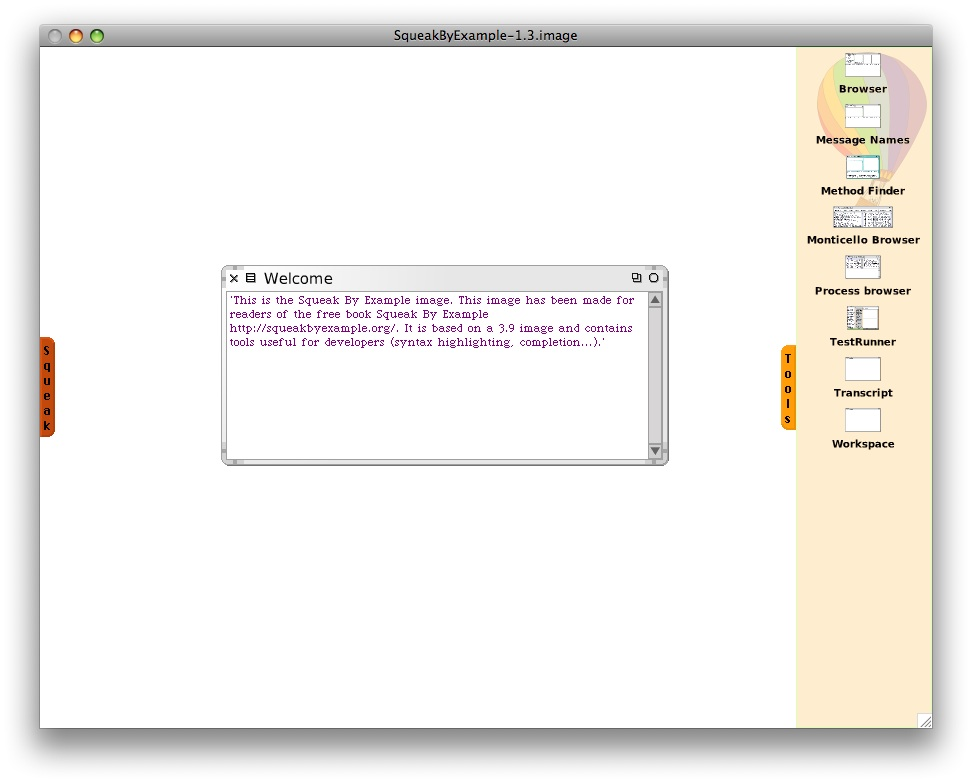 SqueakByExample-1.3.image
Browser
Message Names
Method Finder
Monticello Browser
Process browser
TestRunner
Transcript
Workspace
Tools
Squeak
Welcome
'This is the Squeak By Example image. This image has been made for
readers of the free book Squeak By Example
http://squeakbyexample.org/. It is based on a 3.9 image and contains
tools useful for developers (syntax highlighting, completion...).'